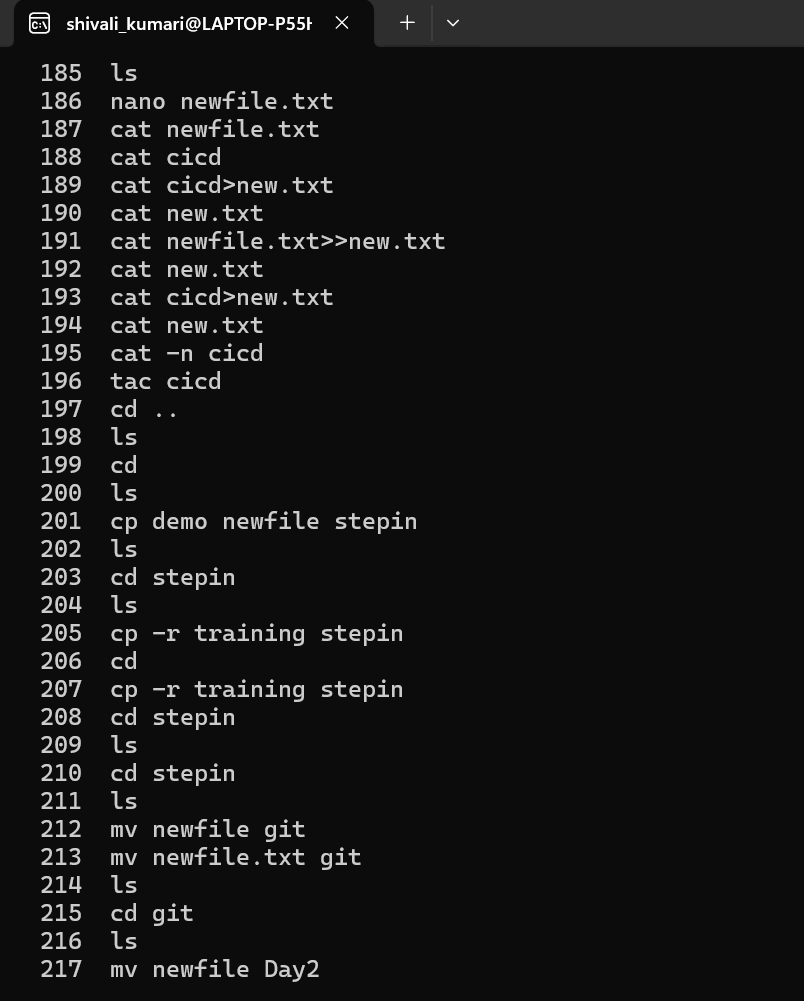 shivali_kumari@LAPTOP-P55H
185 ls
186 nano newfile.txt
187 cat newfile.txt
188 cat cicd
189 cat cicd>new.txt
190 cat new.txt
191 cat newfile.txt>>new.txt
192 cat new.txt
193 cat cicd>new.txt
194 cat new.txt
195 cat -n cicd
196 tac cicd
197 cd ..
198 ls
199 cd
200 ls
201 cp demo newfile stepin
202 ls
203 cd stepin
204 ls
205 cp -r training stepin
206 cd
207 cp -r training stepin
208 cd stepin
209 ls
210 cd stepin
211 ls
212 mv newfile git
213 mv newfile.txt git
214 ls
215 cd git
216 ls
217 mv newfile Day2